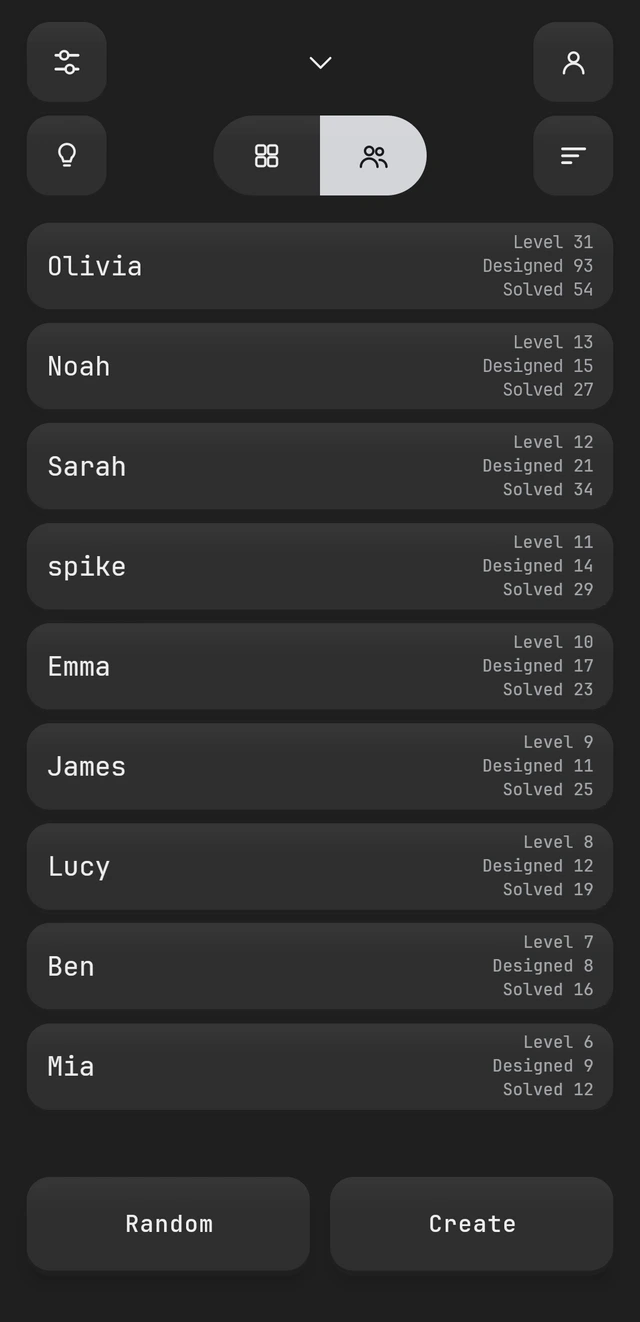 Olivia
Level 31
Designed 93
Solved 54
Noah
Level 13
Designed 15
Solved 27
Sarah
Level 12
Designed 21
Solved 34
spike
Level 11
Designed 14
Solved 29
Emma
Level 10
Designed 17
Solved 23
James
Level 9
Designed 11
Solved 25
Lucy
Level 8
Designed 12
Solved 19
Ben
Level 7
Designed 8
Solved 16
Mia
Level 6
Designed 9
Solved 12
Random
Create